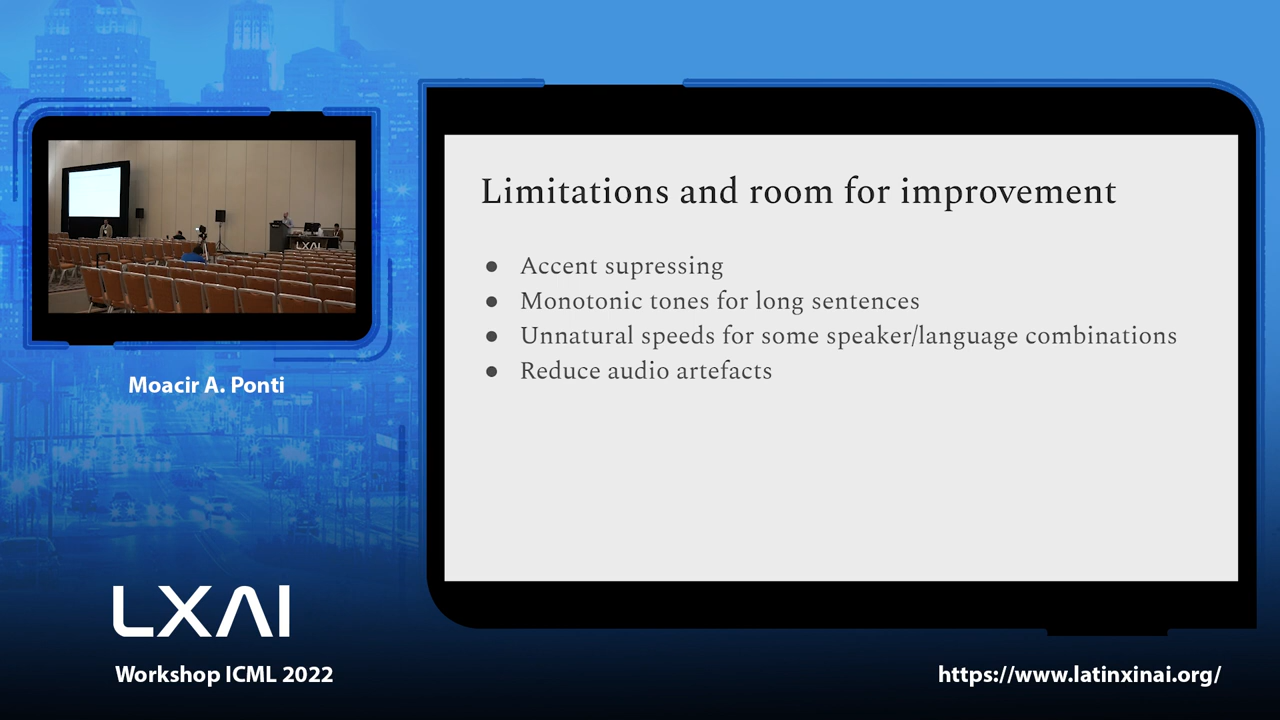 Limitations and room for improvement
● Accent supressing
● Monotonic tones for long sentences
● Unnatural speeds for some speaker/language combinations
● Reduce audio artefacts
LXAI
Moacir A. Ponti
LXAI
Workshop ICML 2022
https://www.latinxinai.org/